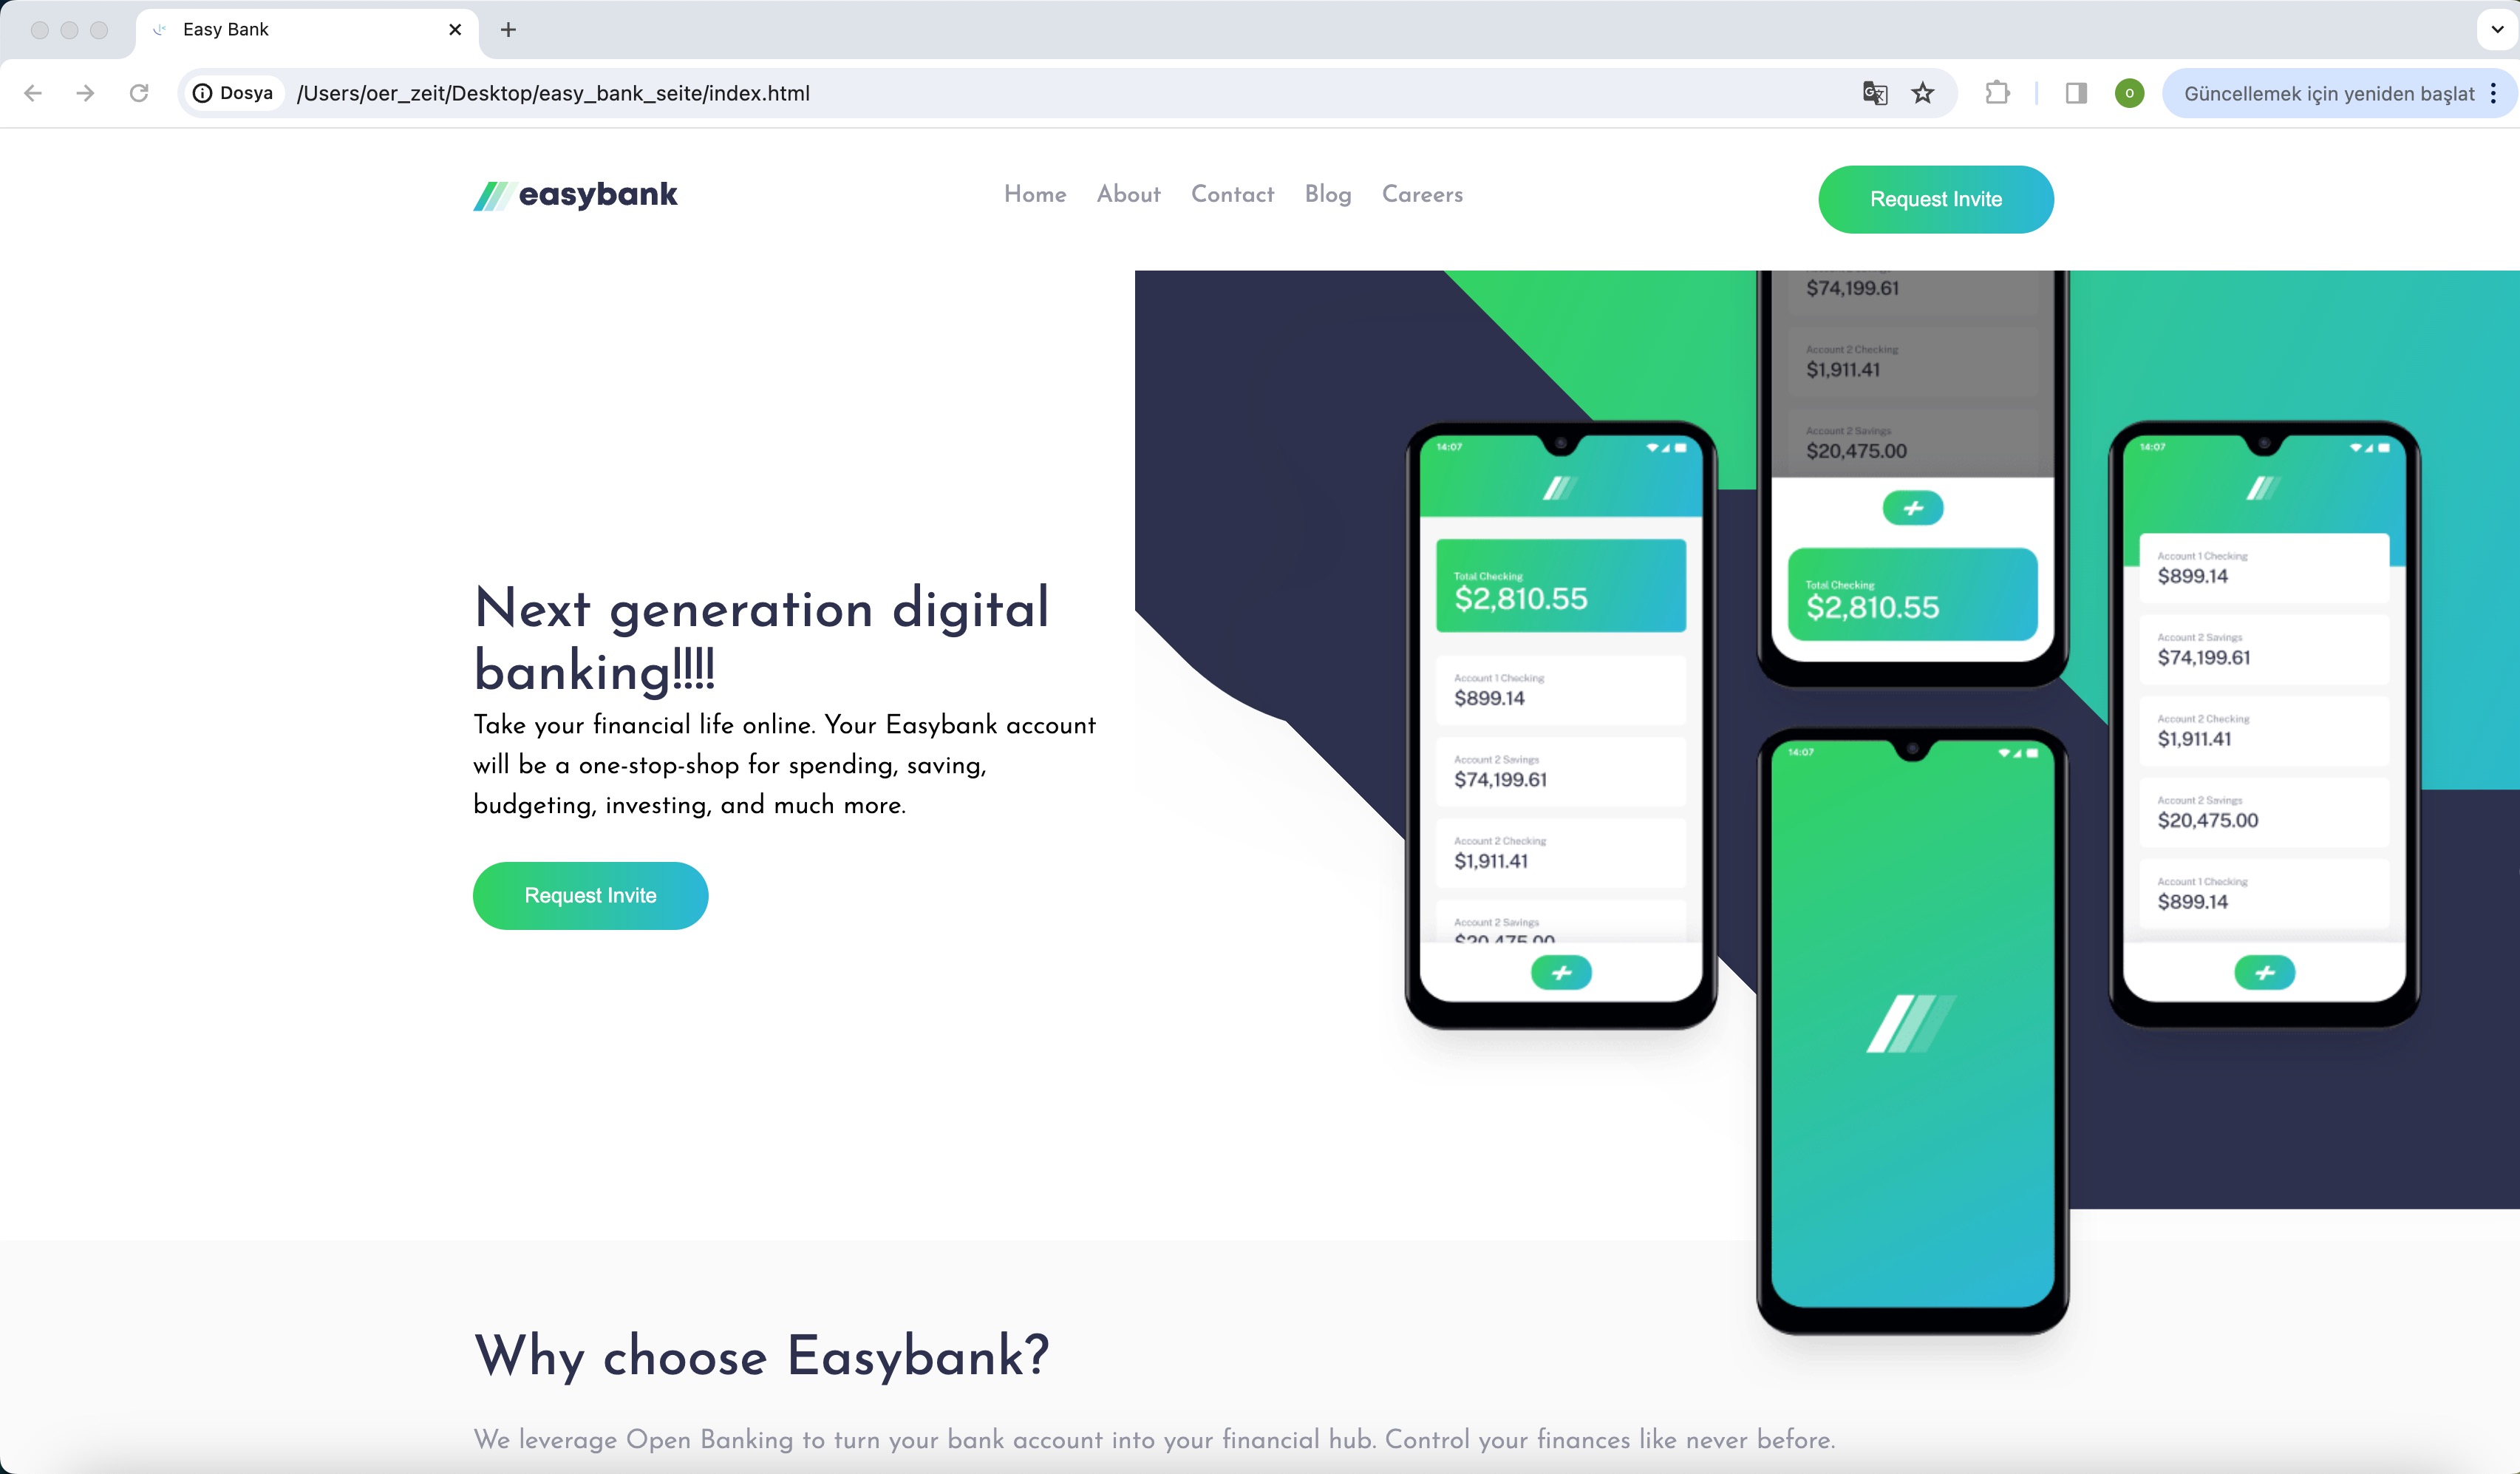 Easy Bank
Dosya /Users/oer_zeit/Desktop/easy_bank_seite/index.html
Güncellemek için yeniden başlat
easybank
Home About Contact Blog Careers
Request Invite
Next generation digital
banking!!!!
Take your financial life online. Your Easybank account
will be a one-stop-shop for spending, saving,
budgeting, investing, and much more.
Request Invite
14:07
Total Checking
$2,810.55
Account 1 Checking
$899.14
Account 2 Savings
$74,199.61
Account 2 Checking
$1,911.41
Account 2 Savings
$20,475.00
$74,199.61
Account 2 Checking
$1,911.41
Account 2 Savings
$20,475.00
Total Checking
$2,810.55
14:07
14:07
Account 1 Checking
$899.14
Account 2 Savings
$74,199.61
Account 2 Checking
$1,911.41
Account 2 Savings
$20,475.00
Account 1 Checking
$899.14
Why choose Easybank?
We leverage Open Banking to turn your bank account into your financial hub. Control your finances like never before.